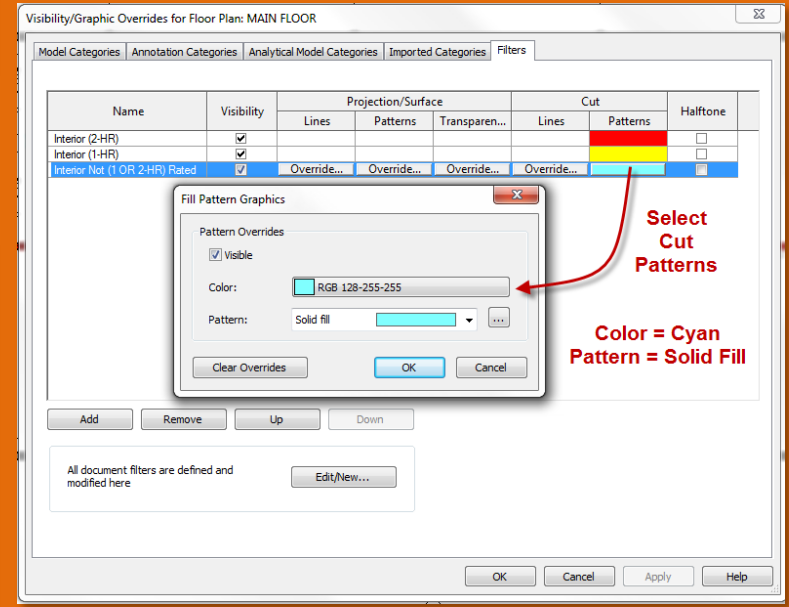 Visibility/Graphic Overrides for Floor Plan: MAIN FLOOR
Model Categories Annotation Categories Analytical Model Categories Imported Categories Filters
Name Visibility Projection/Surface Cut Halftone
Lines Patterns Transparen... Lines Patterns
Interior (2-HR)
Interior (1-HR)
Interior Not (1 OR 2-HR) Rated Override... Override... Override... Override...
Fill Pattern Graphics
Pattern Overrides
Visible
Color: RGB 128-255-255
Pattern: Solid fill ...
Clear Overrides OK Cancel
Select
Cut
Patterns
Color = Cyan
Pattern = Solid Fill
Add Remove Up Down
All document filters are defined and
modified here
Edit/New...
OK Cancel Apply Help